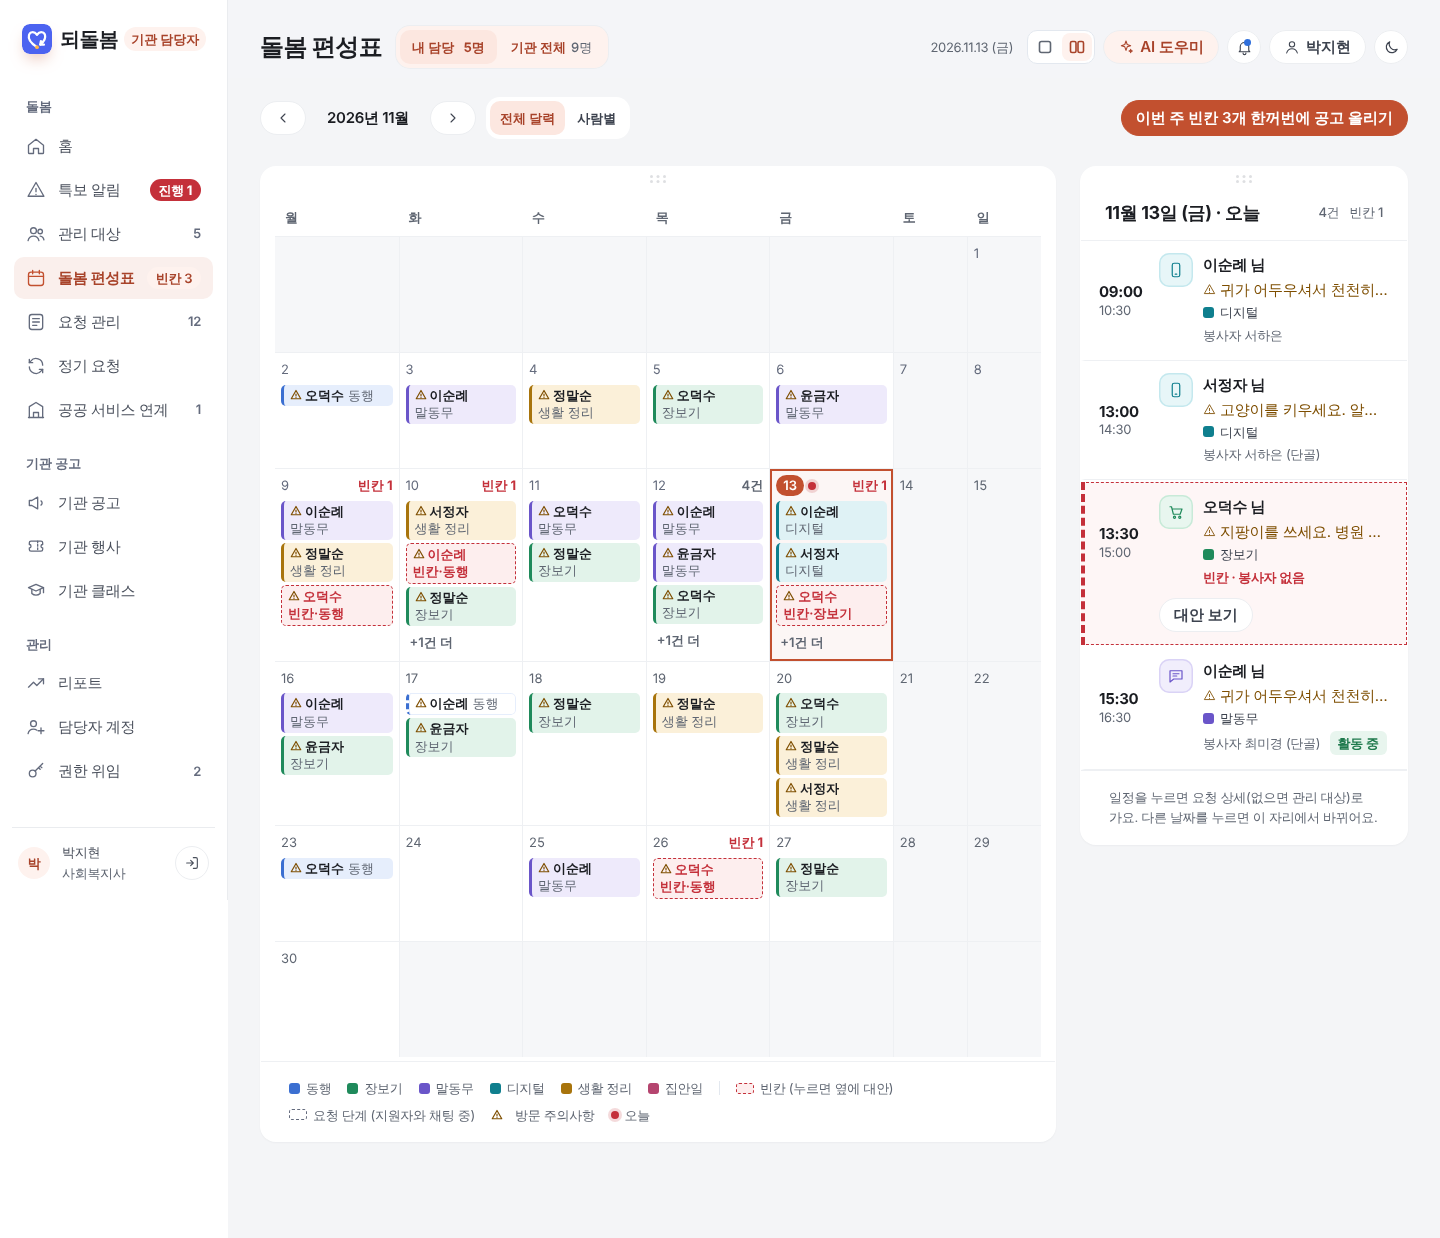 되돌봄 기관 담당자
돌봄
홈
특보 알림 진행 1
관리 대상 5
돌봄 편성표 빈칸 3
요청 관리 12
정기 요청
공공 서비스 연계 1
기관 공고
기관 공고
기관 행사
기관 클래스
관리
리포트
담당자 계정
권한 위임 2
박 박지현
사회복지사
돌봄 편성표 내 담당 5명 기관 전체 9명
2026.11.13 (금) AI 도우미 박지현
2026년 11월 전체 달력 사람별
이번 주 빈칸 3개 한꺼번에 공고 올리기
월 화 수 목 금 토 일
1
2
오덕수 동행
3
이순례
말동무
4
정말순
생활 정리
5
오덕수
장보기
6
윤금자
말동무
7
8
9 빈칸 1
이순례
말동무
정말순
생활 정리
오덕수
빈칸·동행
10 빈칸 1
서정자
생활 정리
이순례
빈칸·동행
정말순
장보기
+1건 더
11
오덕수
말동무
정말순
장보기
12 4건
이순례
말동무
윤금자
말동무
오덕수
장보기
+1건 더
13 빈칸 1
이순례
디지털
서정자
디지털
오덕수
빈칸·장보기
+1건 더
14
15
16
이순례
말동무
윤금자
장보기
17
이순례 동행
윤금자
장보기
18
정말순
장보기
19
정말순
생활 정리
20
오덕수
장보기
정말순
생활 정리
서정자
생활 정리
21
22
23
오덕수 동행
24
25
이순례
말동무
26 빈칸 1
오덕수
빈칸·동행
27
정말순
장보기
28
29
30
동행 장보기 말동무 디지털 생활 정리 집안일 빈칸 (누르면 옆에 대안)
요청 단계 (지원자와 채팅 중) 방문 주의사항 오늘
11월 13일 (금) · 오늘 4건 빈칸 1
09:00
10:30
이순례 님
귀가 어두우셔서 천천히...
디지털
봉사자 서하은
13:00
14:30
서정자 님
고양이를 키우세요. 알...
디지털
봉사자 서하은 (단골)
13:30
15:00
오덕수 님
지팡이를 쓰세요. 병원 ...
장보기
빈칸 · 봉사자 없음
대안 보기
15:30
16:30
이순례 님
귀가 어두우셔서 천천히...
말동무
봉사자 최미경 (단골) 활동 중
일정을 누르면 요청 상세(없으면 관리 대상)로
가요. 다른 날짜를 누르면 이 자리에서 바뀌어요.